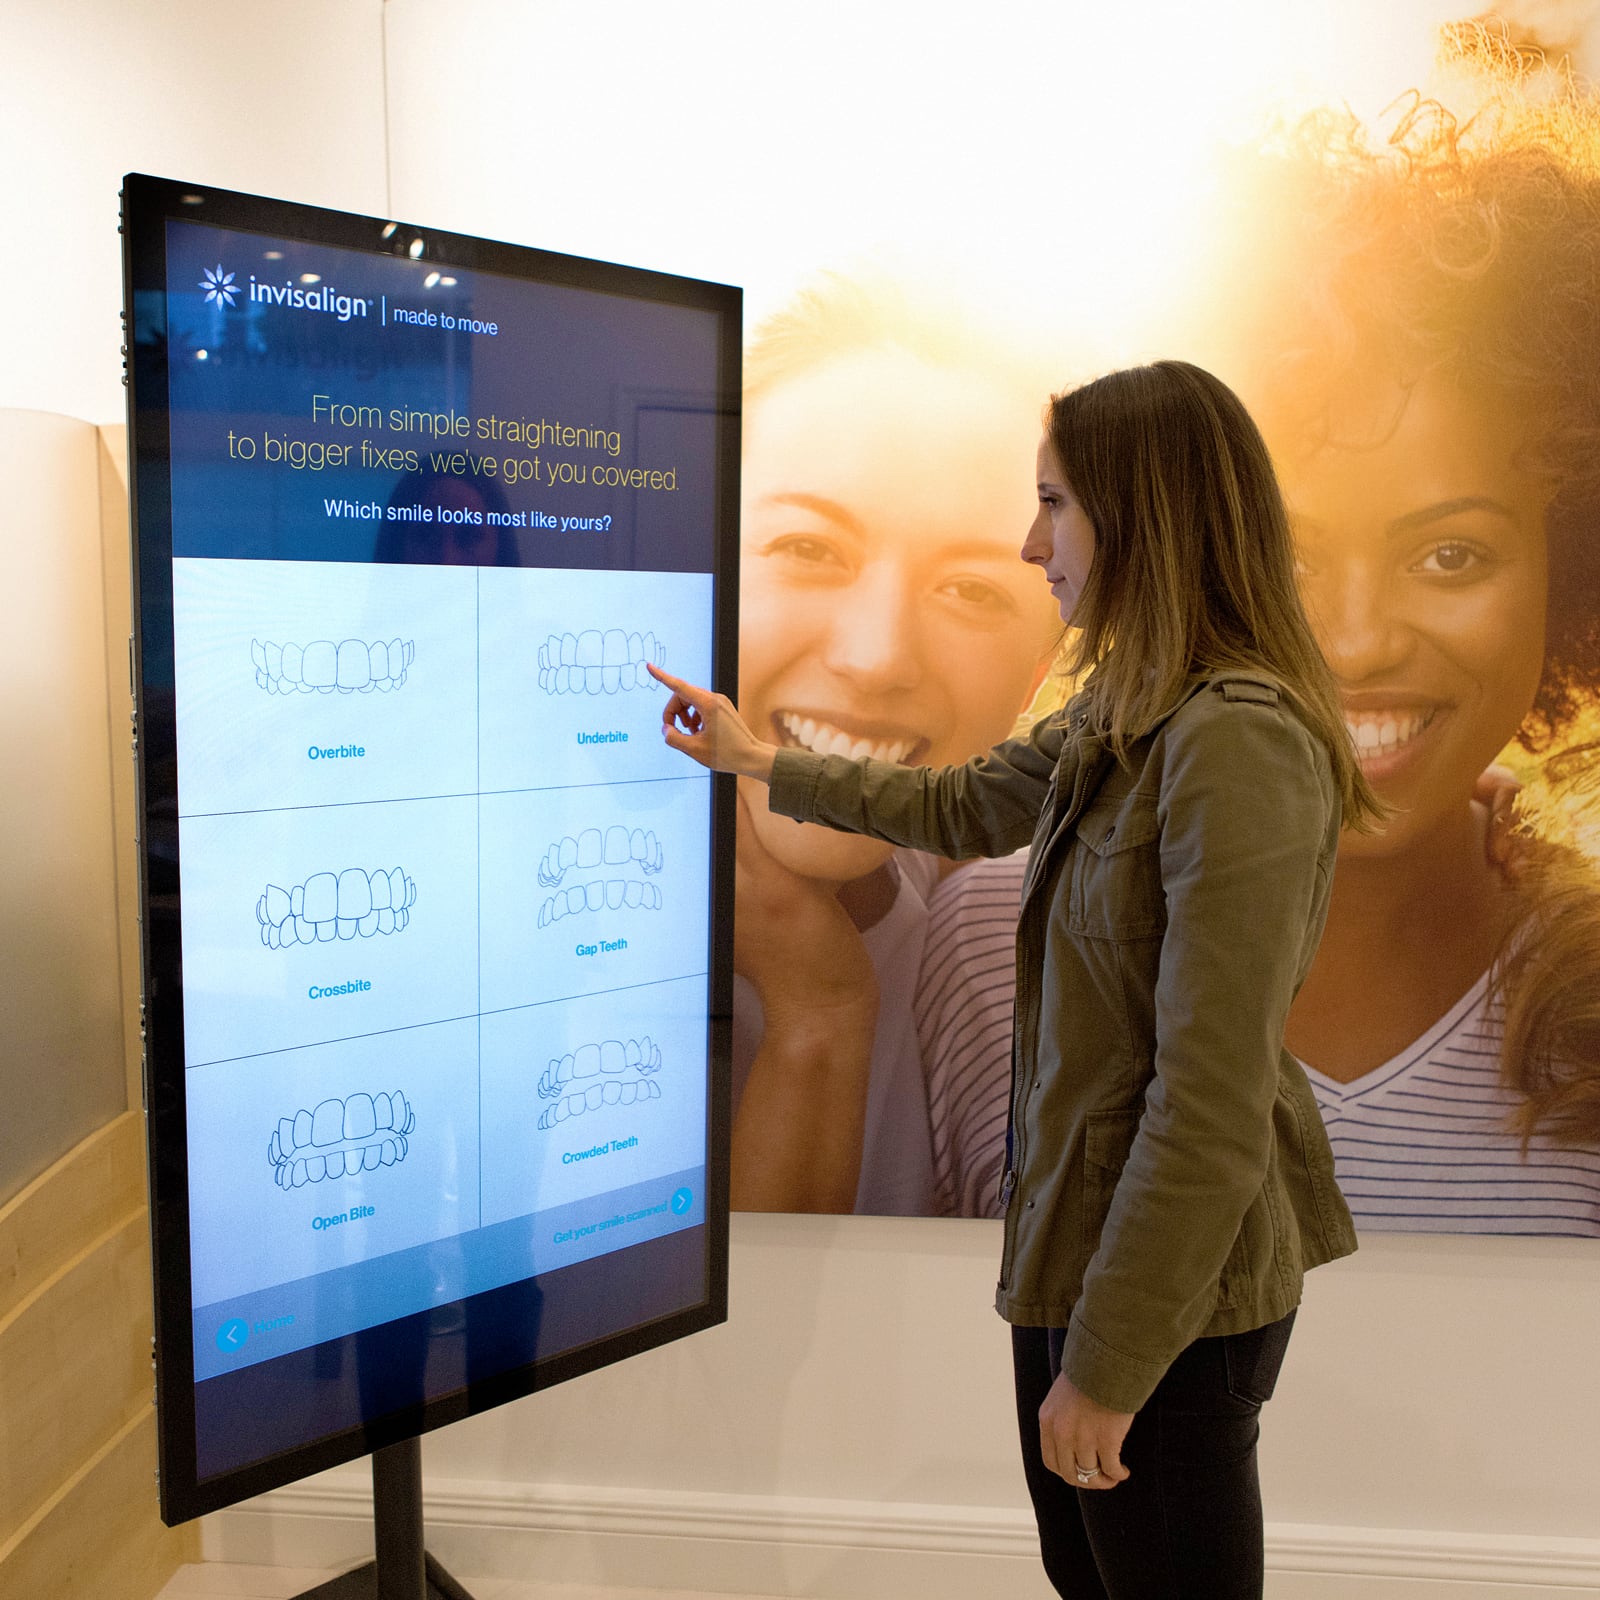 invisalign® | made to move
From simple straightening
to bigger fixes, we've got you covered.
Which smile looks most like yours?
Overbite
Underbite
Crossbite
Gap Teeth
Open Bite
Crowded Teeth
Get your smile scanned
Home